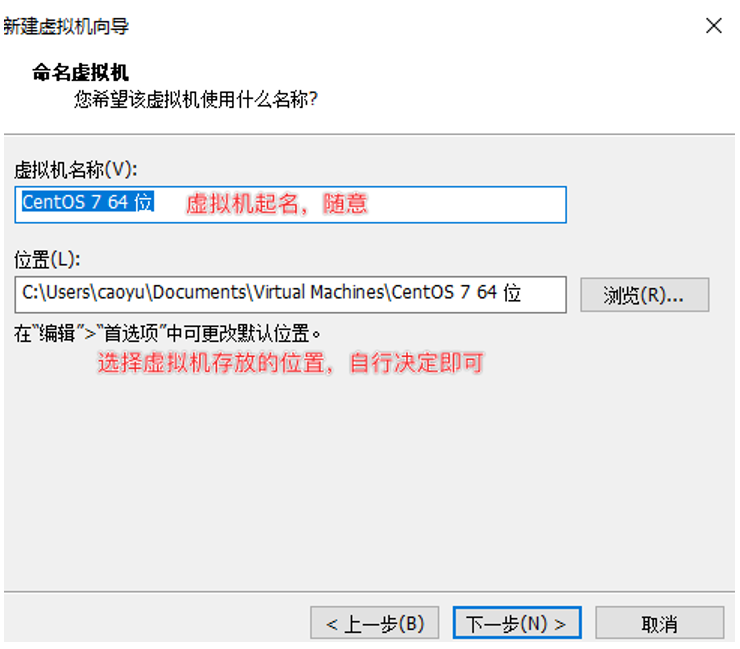 新建虚拟机向导
命名虚拟机
您希望该虚拟机使用什么名称?
虚拟机名称(V):
CentOS 7 64 位 虚拟机起名，随意
位置(L):
C:\Users\caoyu\Documents\Virtual Machines\CentOS 7 64 位 浏览(R)...
在“编辑”>“首选项”中可更改默认位置。
选择虚拟机存放的位置，自行决定即可
< 上一步(B) 下一步(N) > 取消